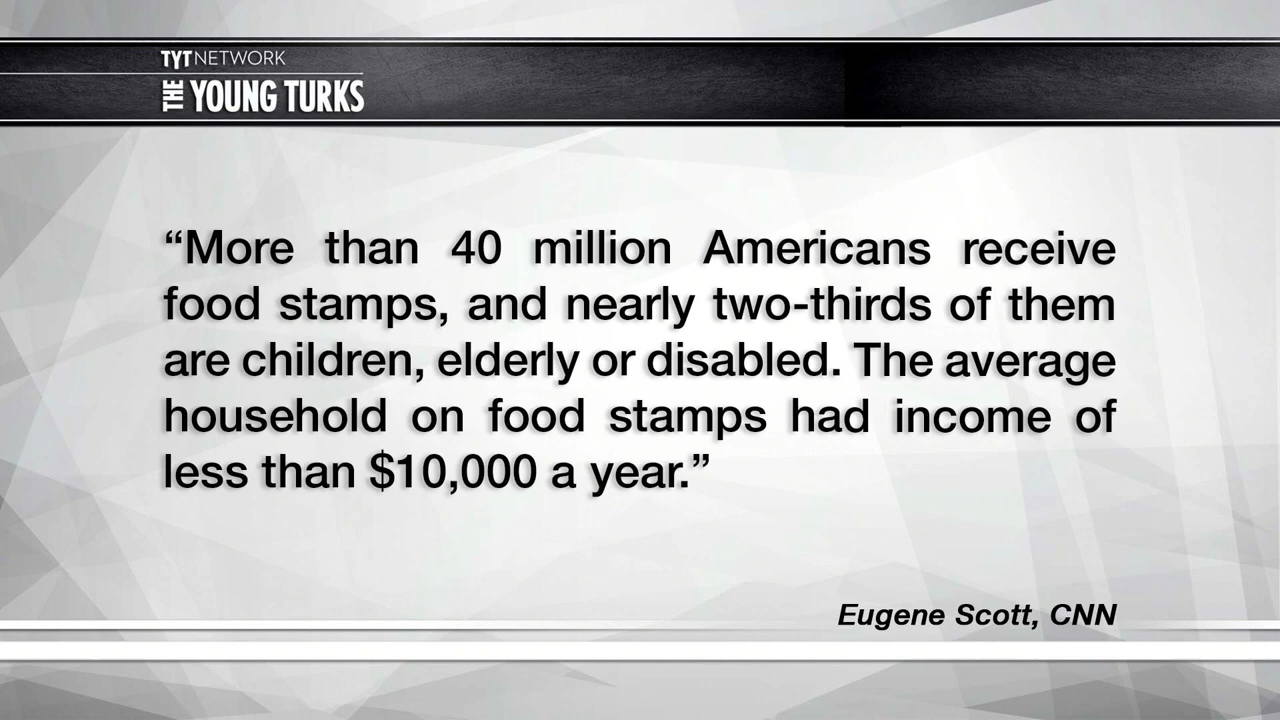 TYT NETWORK
THE YOUNG TURKS
“More than 40 million Americans receive
food stamps, and nearly two-thirds of them
are children, elderly or disabled. The average
household on food stamps had income of
less than $10,000 a year.”
Eugene Scott, CNN